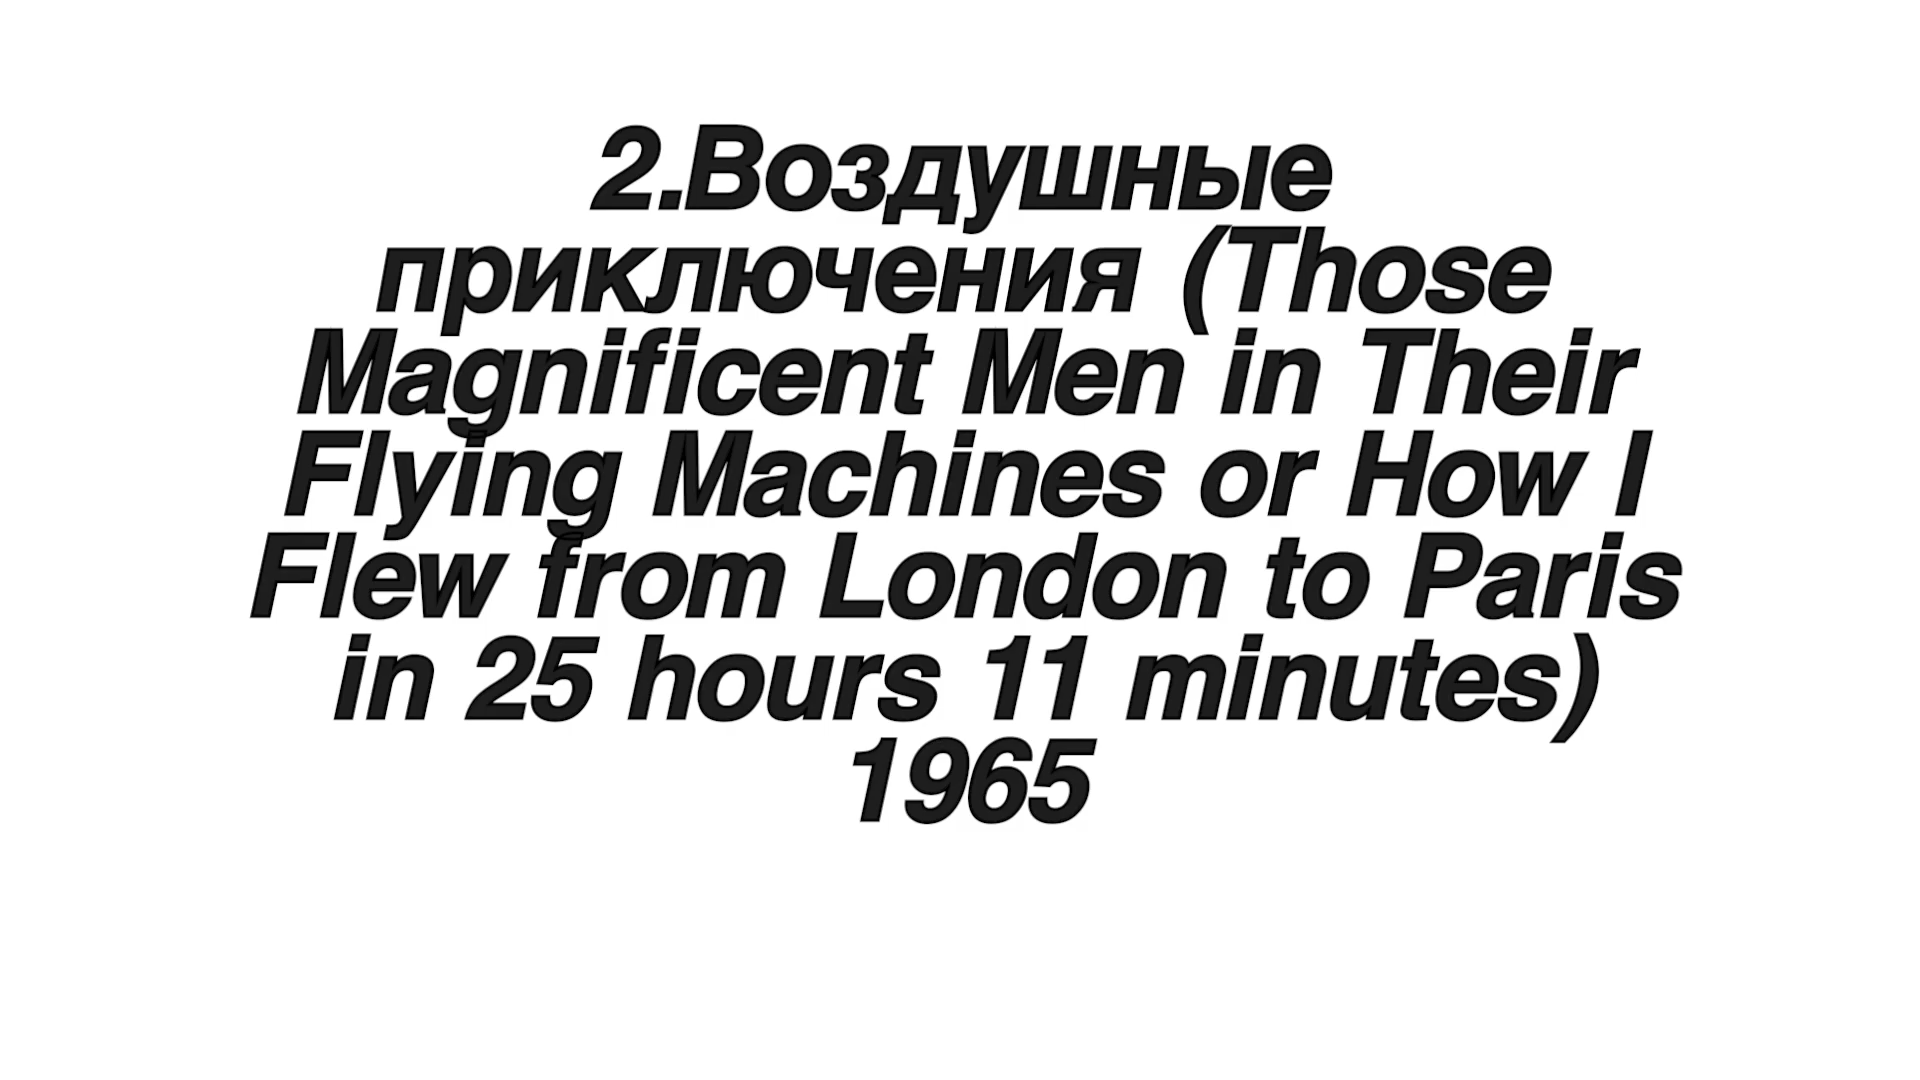 2.Воздушные
приключения (Those
Magnificent Men in Their
Flying Machines or How I
Flew from London to Paris
in 25 hours 11 minutes)
1965